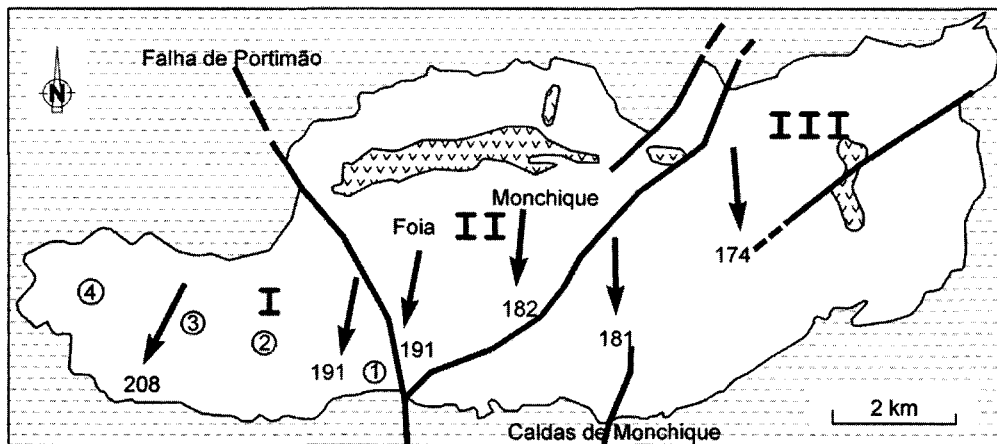 N
Falha de Portimão
III
Monchique
Foia
II
174
④
I
③
②
182
191
181
208
191
①
2 km
Caldas de Monchique